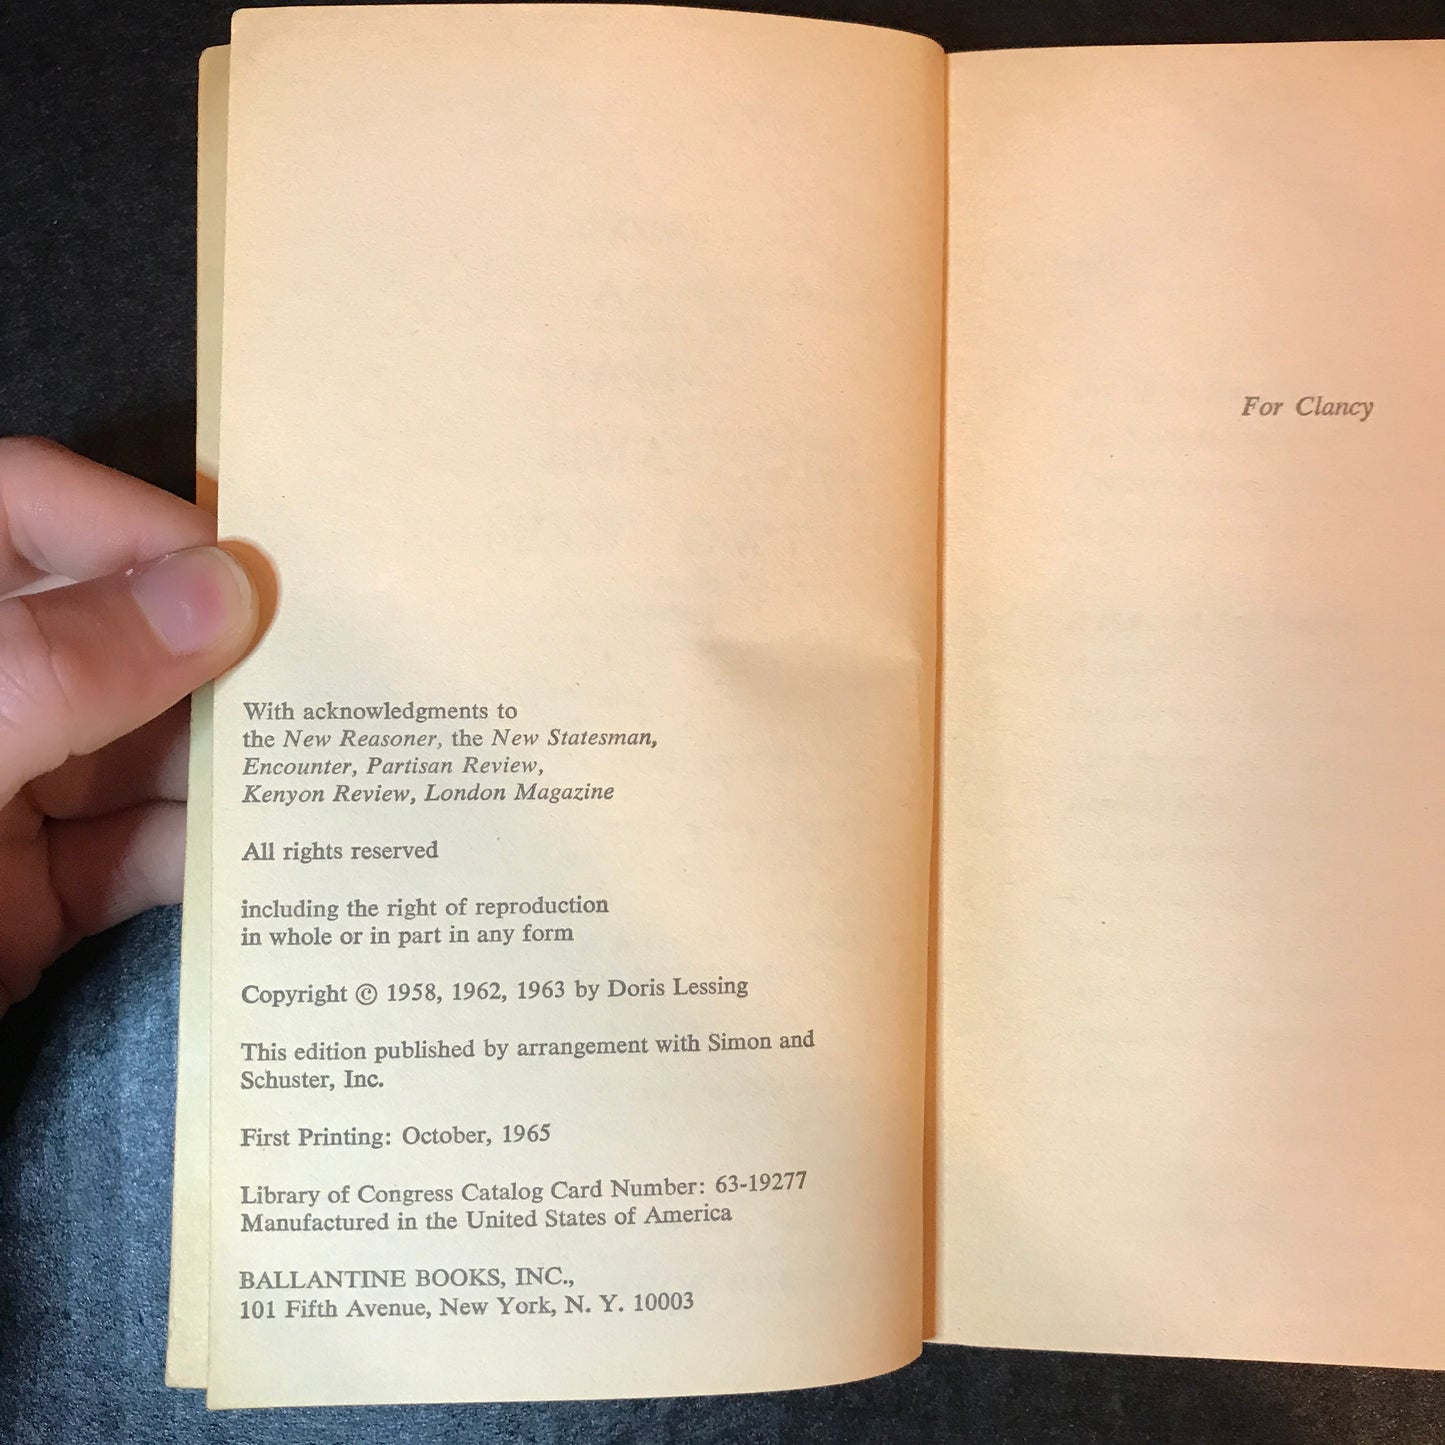 With acknowledgments to
the New Reasoner, the New Statesman,
Encounter, Partisan Review,
Kenyon Review, London Magazine
All rights reserved
including the right of reproduction
in whole or in part in any form
Copyright © 1958, 1962, 1963 by Doris Lessing
This edition published by arrangement with Simon and
Schuster, Inc.
First Printing: October, 1965
Library of Congress Catalog Card Number: 63-19277
Manufactured in the United States of America
BALLANTINE BOOKS, INC.,
101 Fifth Avenue, New York, N. Y. 10003
For Clancy